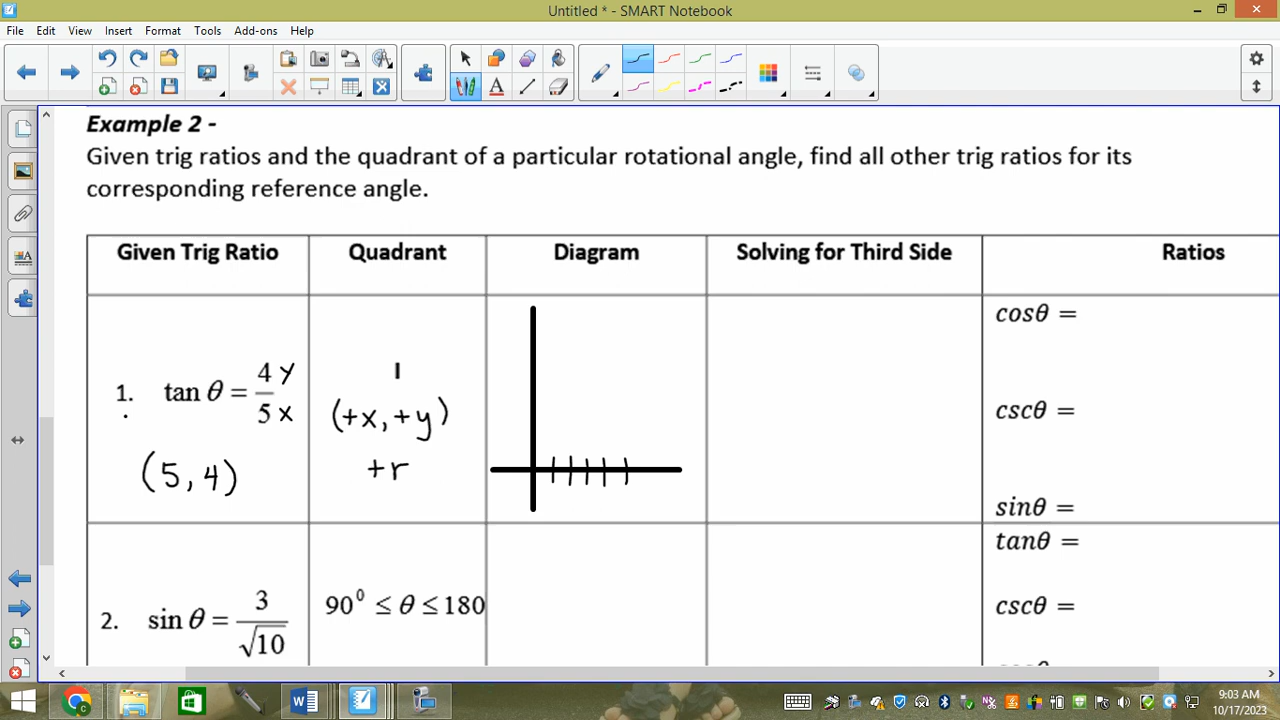 Untitled * - SMART Notebook
File Edit View Insert Format Tools Add-ons Help
Example 2 -
Given trig ratios and the quadrant of a particular rotational angle, find all other trig ratios for its
corresponding reference angle.
Given Trig Ratio Quadrant Diagram Solving for Third Side Ratios
1. tan θ = 4/5 y x
(5, 4)
I
(+x, +y)
+r
cosθ =
cscθ =
sinθ =
2. sin θ = 3/√10
90⁰ ≤ θ ≤ 180
tanθ =
cscθ =
9:03 AM
10/17/2023